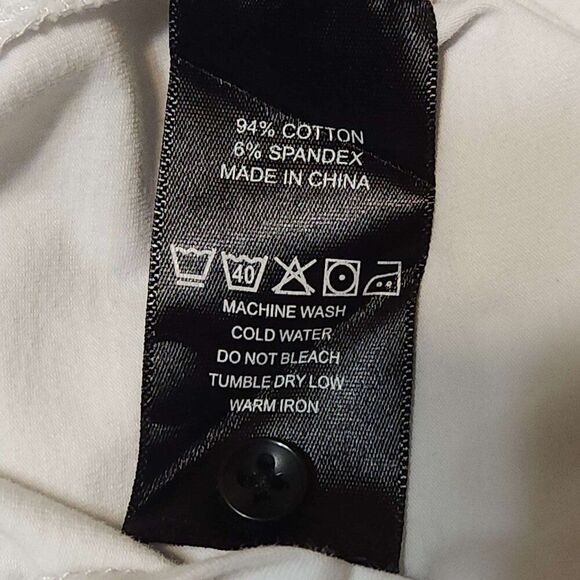 94% COTTON
6% SPANDEX
MADE IN CHINA
40
MACHINE WASH
COLD WATER
DO NOT BLEACH
TUMBLE DRY LOW
WARM IRON